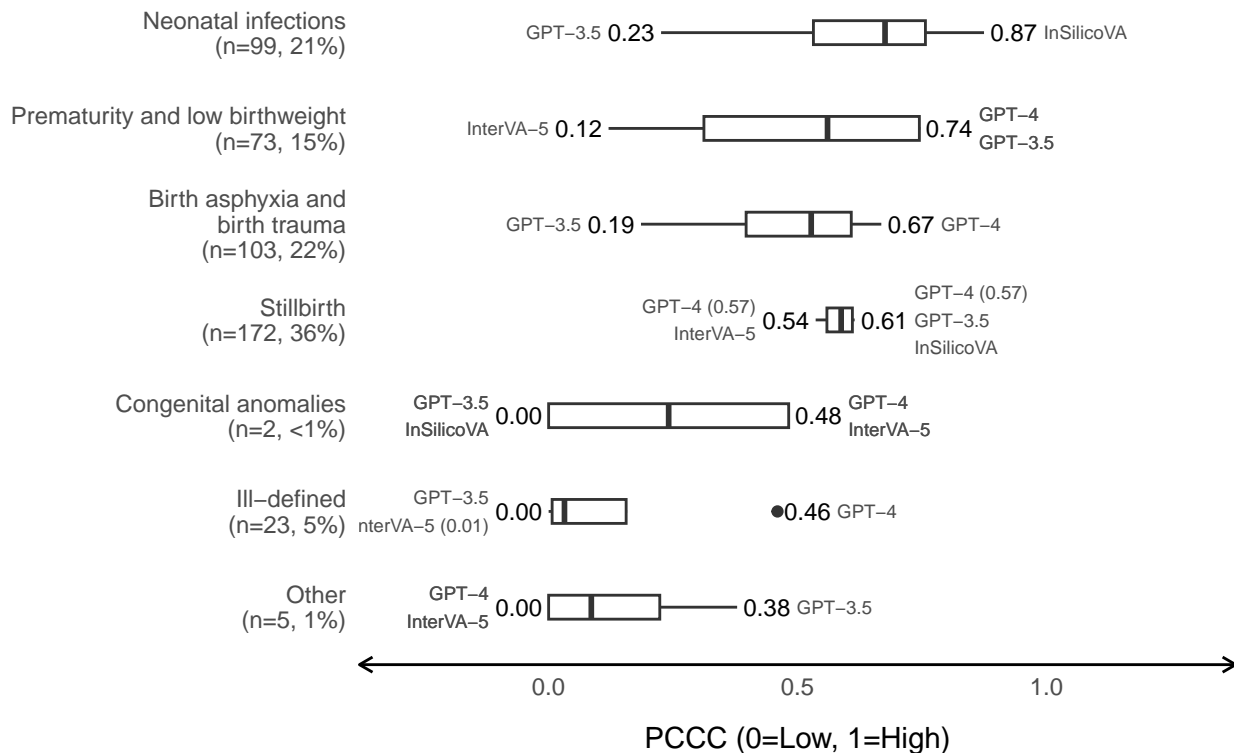 Neonatal infections
(n=99, 21%)
GPT−3.5 0.23
0.87 InSilicoVA
Prematurity and low birthweight
(n=73, 15%)
InterVA−5 0.12
0.74
GPT−4
GPT−3.5
Birth asphyxia and
birth trauma
(n=103, 22%)
GPT−3.5 0.19
0.67 GPT−4
Stillbirth
(n=172, 36%)
GPT−4 (0.57)
InterVA−5
0.54
0.61
GPT−4 (0.57)
GPT−3.5
InSilicoVA
Congenital anomalies
(n=2, <1%)
GPT−3.5
InSilicoVA
0.00
0.48
GPT−4
InterVA−5
Ill−defined
(n=23, 5%)
GPT−3.5
nterVA−5 (0.01)
0.00
0.46 GPT−4
Other
(n=5, 1%)
GPT−4
InterVA−5
0.00
0.38 GPT−3.5
0.0 0.5 1.0
PCCC (0=Low, 1=High)